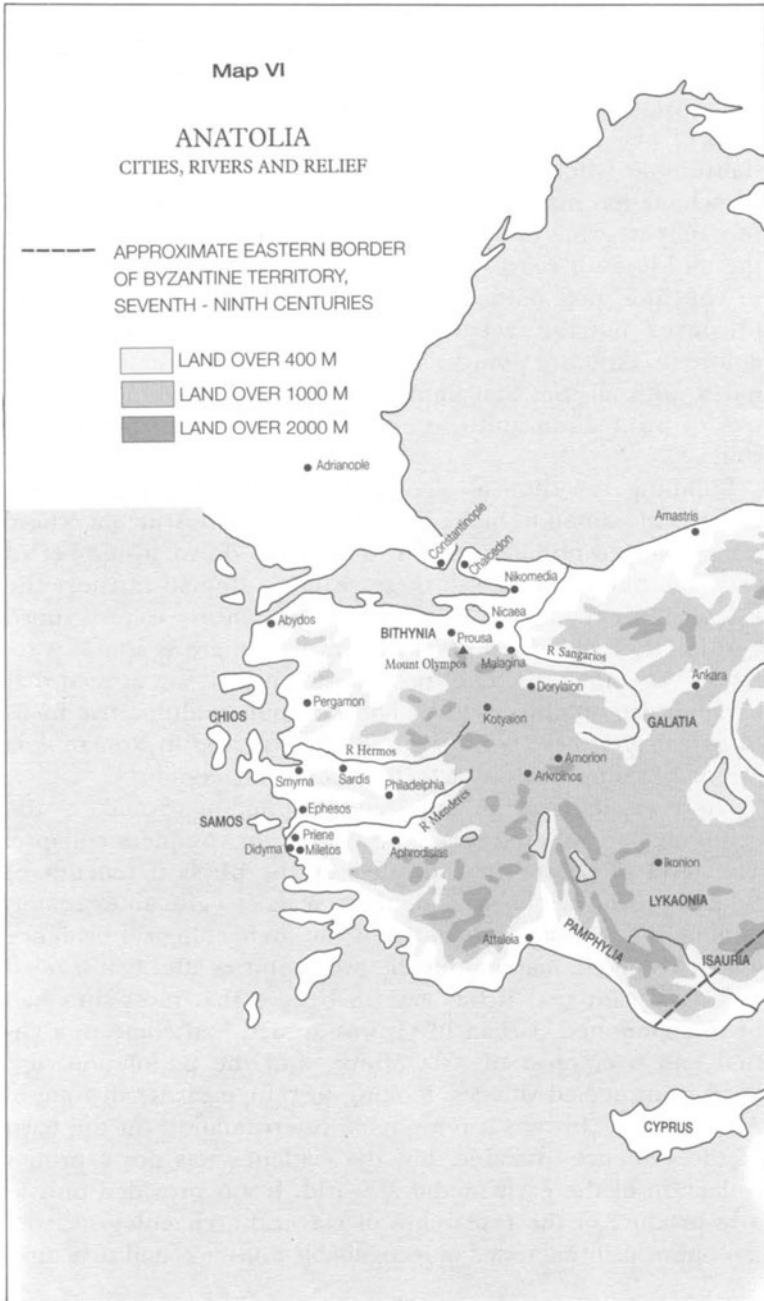 Map VI
ANATOLIA
CITIES, RIVERS AND RELIEF
APPROXIMATE EASTERN BORDER
OF BYZANTINE TERRITORY,
SEVENTH - NINTH CENTURIES
LAND OVER 400 M
LAND OVER 1000 M
LAND OVER 2000 M
Adrianople
Constantinople
Chalcedon
Amastris
Nikomedia
Nicaea
Abydos
BITHYNIA
Prousa
R Sangarios
Mount Olympos
Malagina
Dorylaion
Ankara
Pergamon
Kotyaion
GALATIA
CHIOS
R Hermos
Amorion
Smyrna
Sardis
Arkroinos
Philadelphia
Ephesos
R Menderes
SAMOS
Priene
Didyma
Miletos
Aphrodisias
Ikonion
LYKAONIA
Attaleia
PAMPHYLIA
ISAURIA
CYPRUS